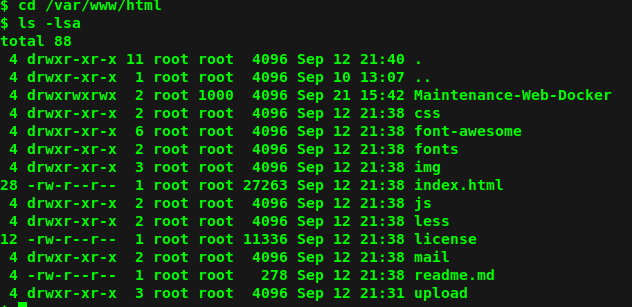 $ cd /var/www/html
$ ls -lsa
total 88
 4 drwxr-xr-x 11 root root  4096 Sep 12 21:40 .
 4 drwxr-xr-x  1 root root  4096 Sep 10 13:07 ..
 4 drwxrwxrwx  2 root 1000  4096 Sep 21 15:42 Maintenance-Web-Docker
 4 drwxr-xr-x  2 root root  4096 Sep 12 21:38 css
 4 drwxr-xr-x  6 root root  4096 Sep 12 21:38 font-awesome
 4 drwxr-xr-x  2 root root  4096 Sep 12 21:38 fonts
 4 drwxr-xr-x  3 root root  4096 Sep 12 21:38 img
28 -rw-r--r--  1 root root 27263 Sep 12 21:38 index.html
 4 drwxr-xr-x  2 root root  4096 Sep 12 21:38 js
 4 drwxr-xr-x  2 root root  4096 Sep 12 21:38 less
12 -rw-r--r--  1 root root 11336 Sep 12 21:38 license
 4 drwxr-xr-x  2 root root  4096 Sep 12 21:38 mail
 4 -rw-r--r--  1 root root   278 Sep 12 21:38 readme.md
 4 drwxr-xr-x  3 root root  4096 Sep 12 21:31 upload
$